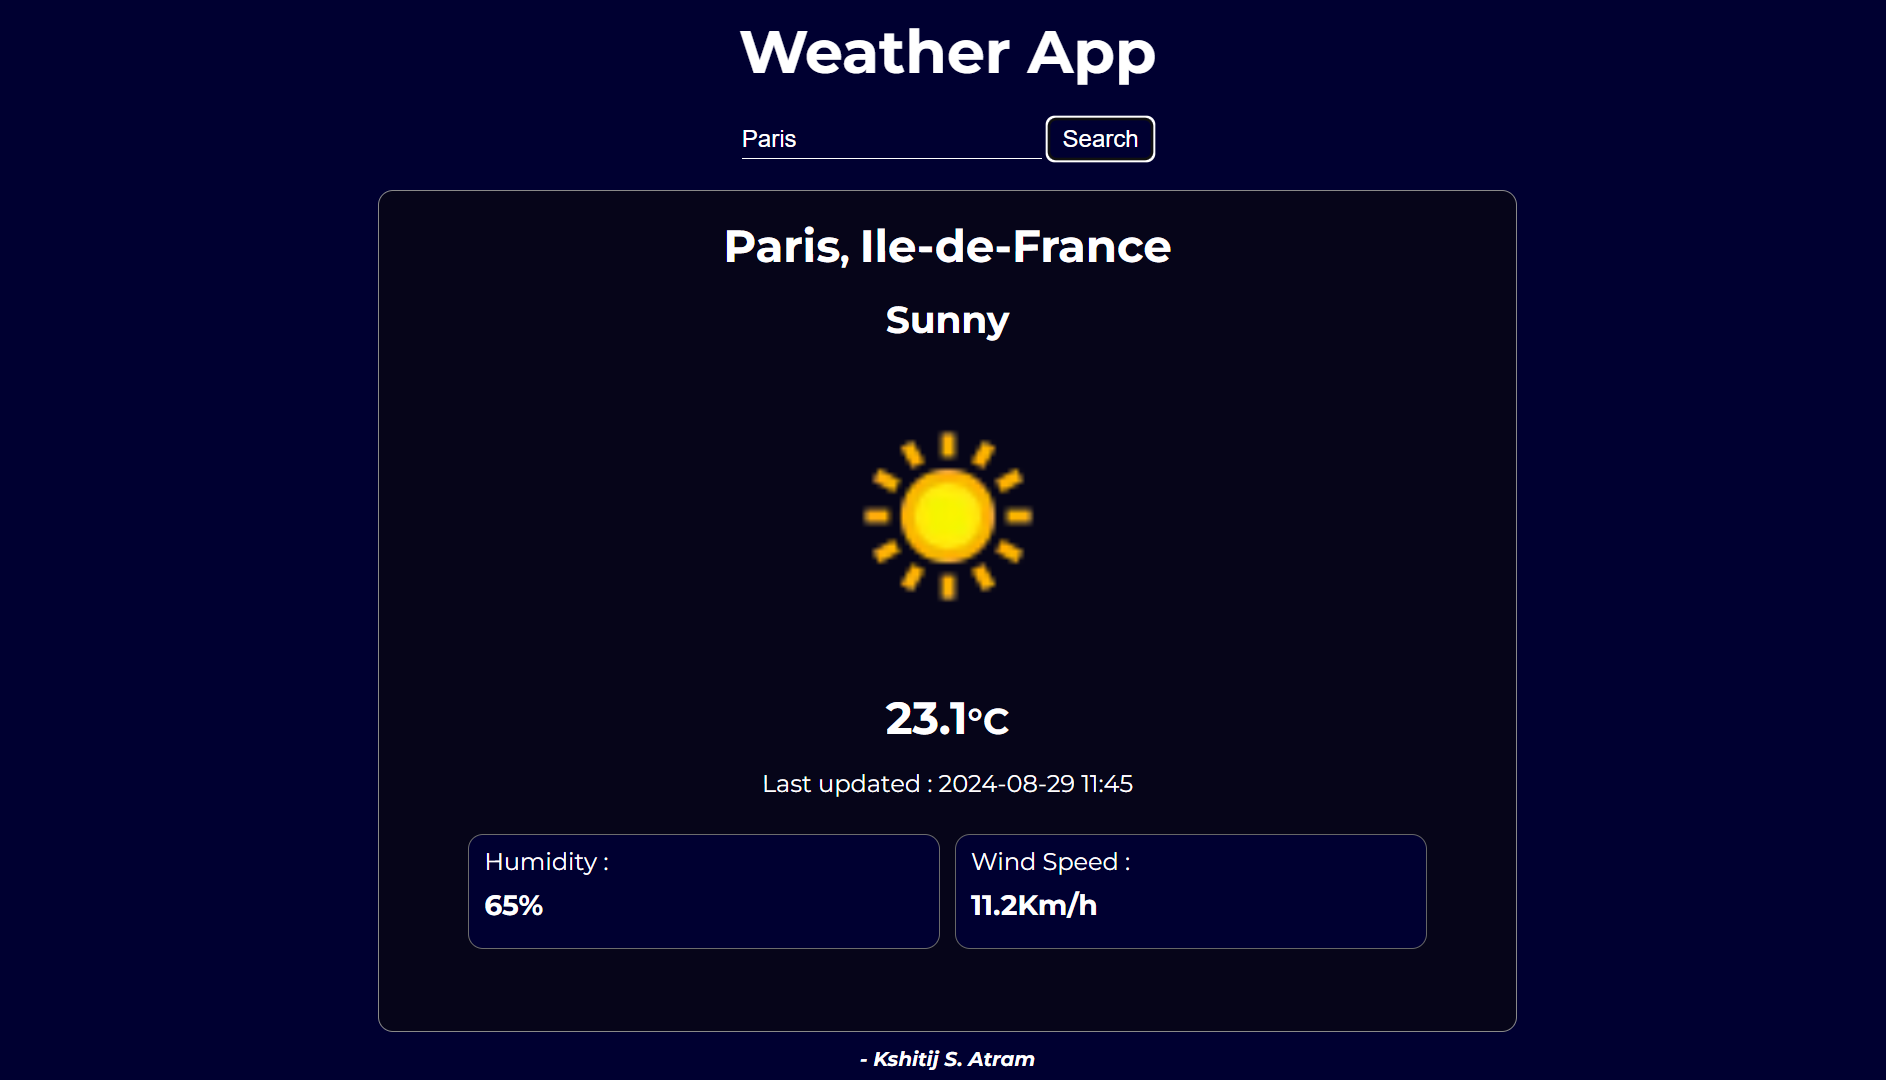 Weather App
Paris
Search
Paris, Ile-de-France
Sunny
23.1°C
Last updated : 2024-08-29 11:45
Humidity :
65%
Wind Speed :
11.2Km/h
- Kshitij S. Atram